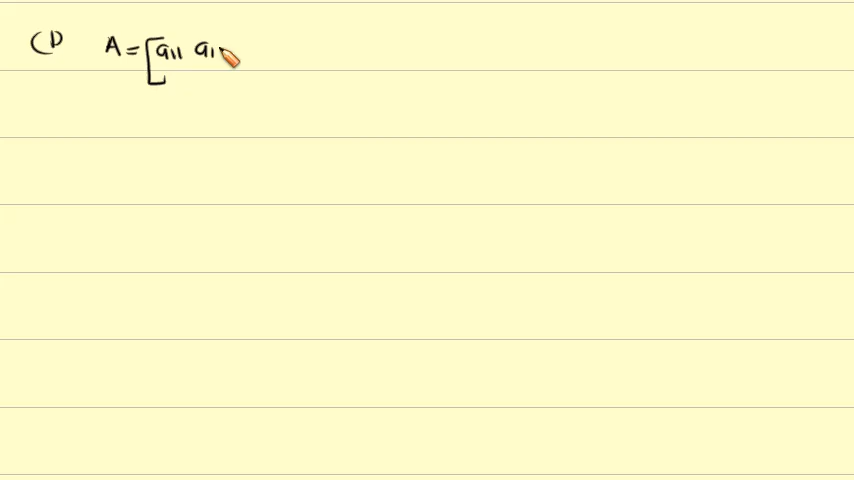 (1) A = [a11 a1